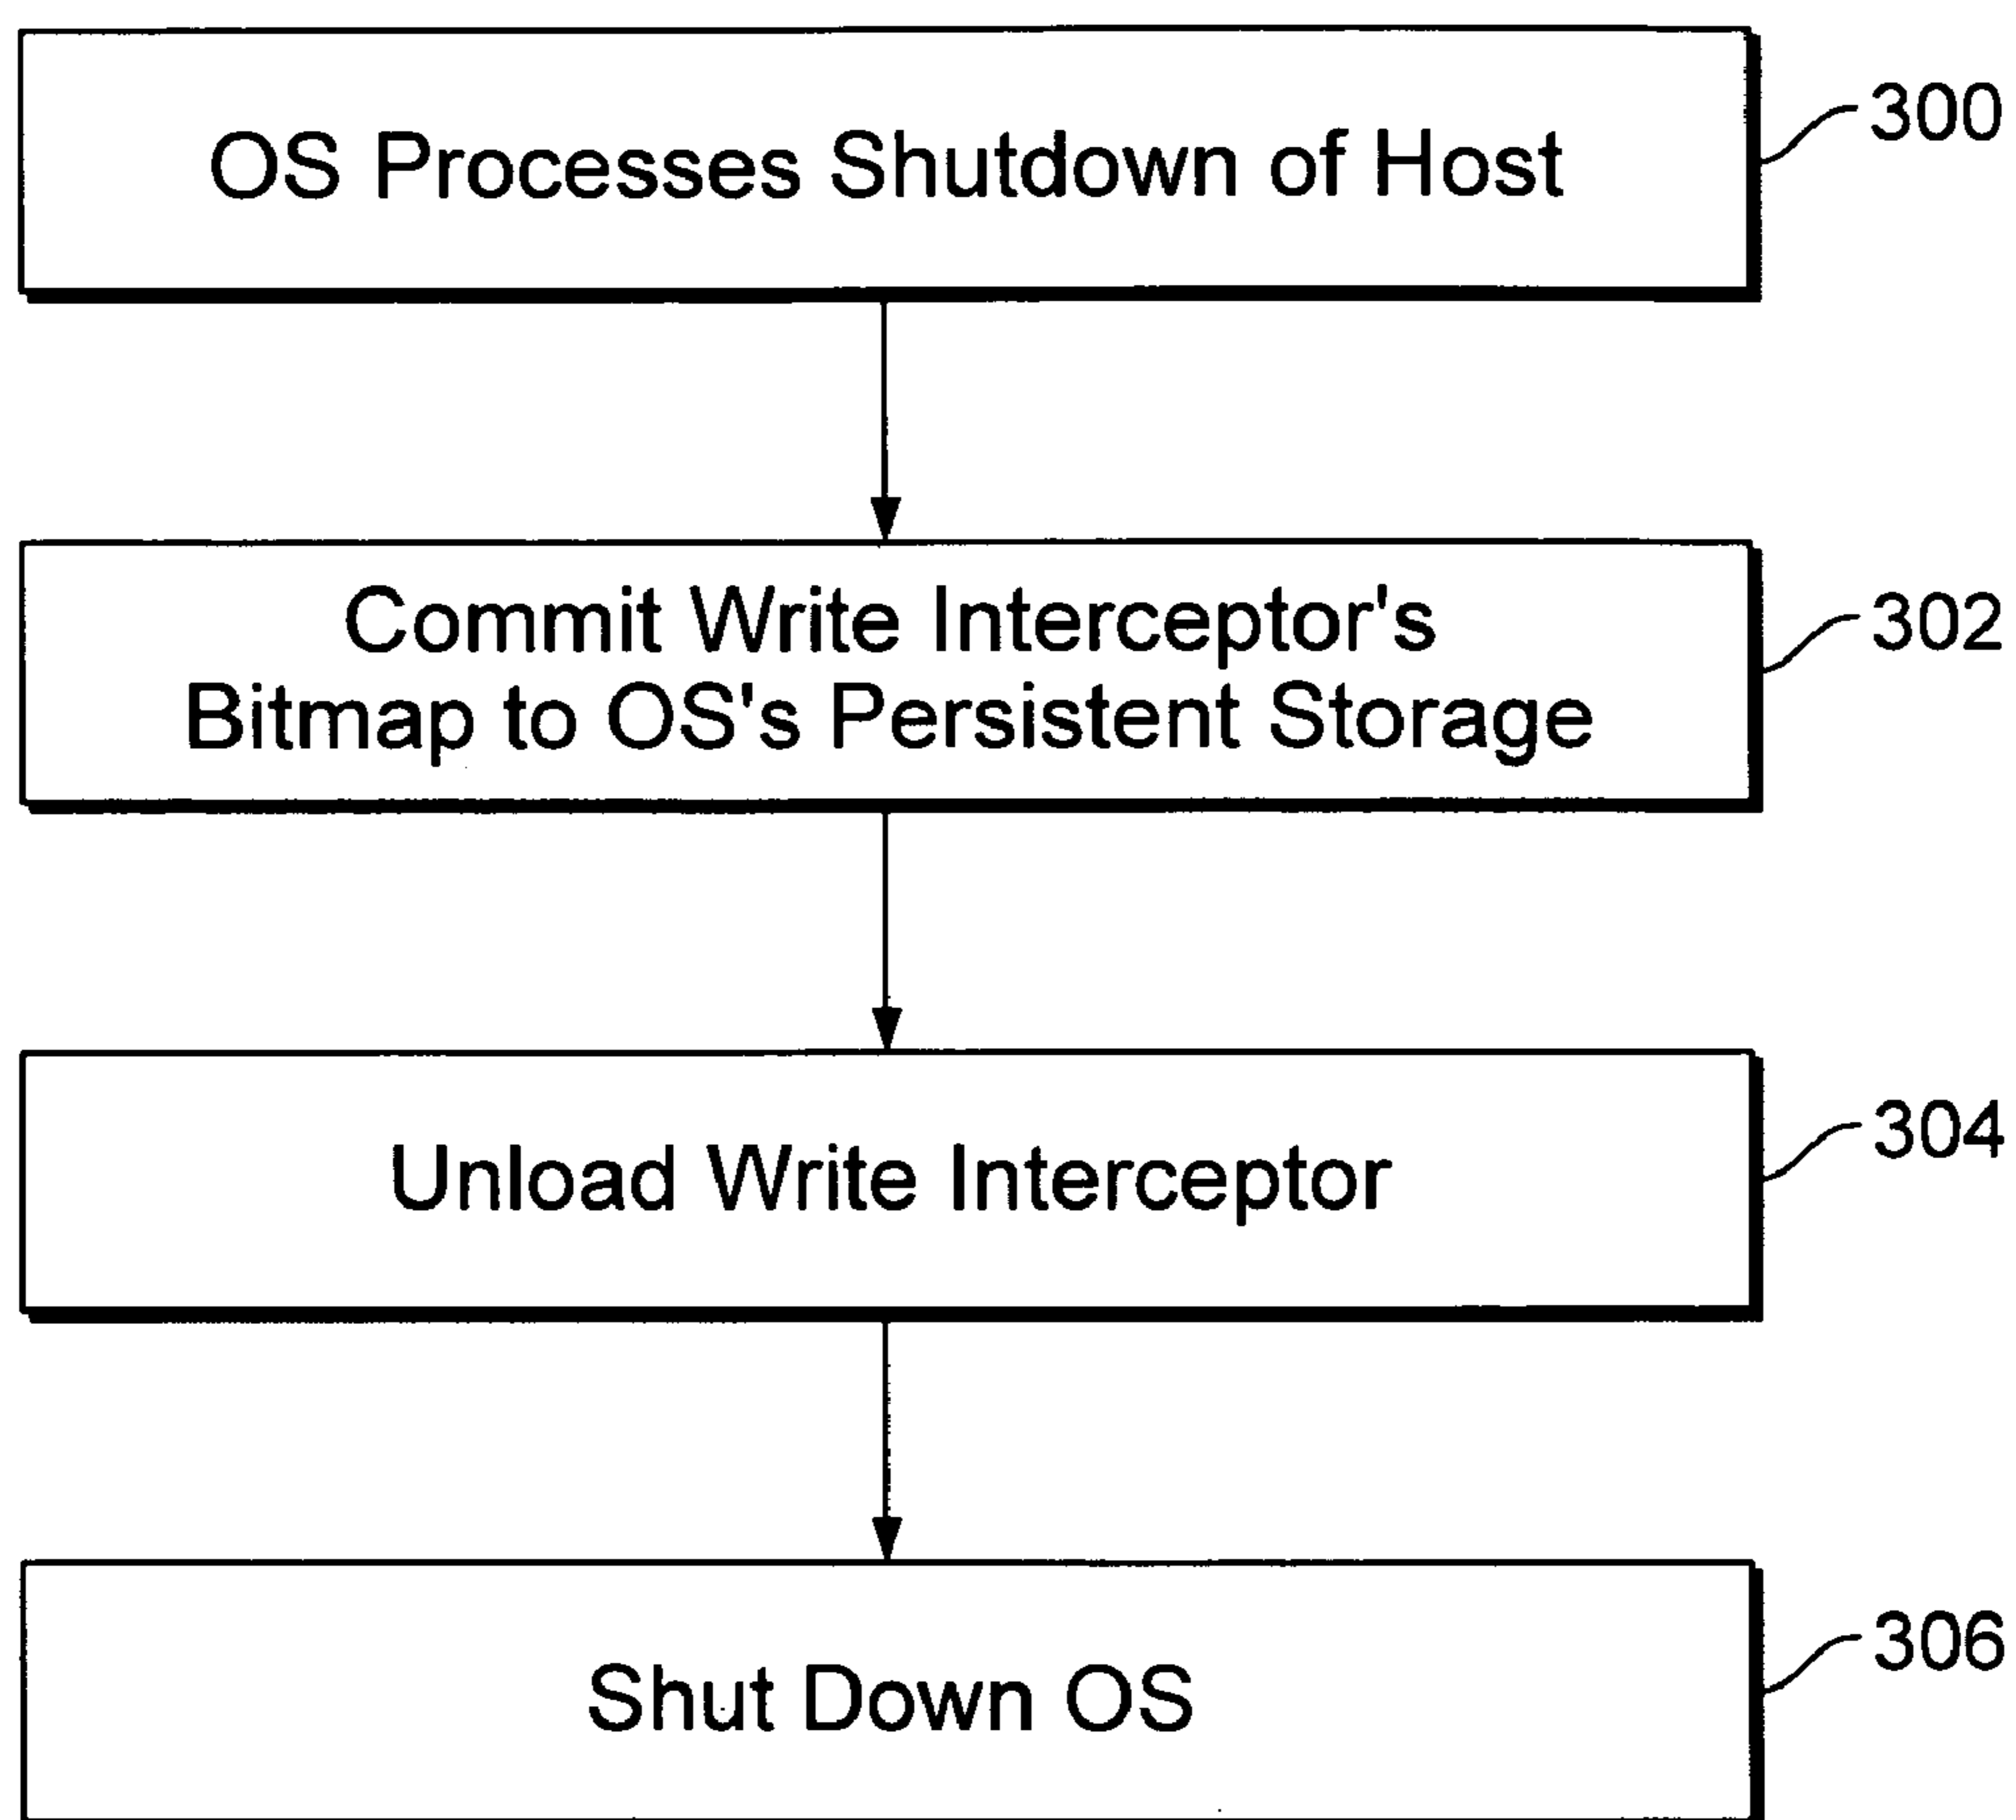 OS Processes Shutdown of Host
300
Commit Write Interceptor's
Bitmap to OS's Persistent Storage
302
Unload Write Interceptor
304
Shut Down OS
306